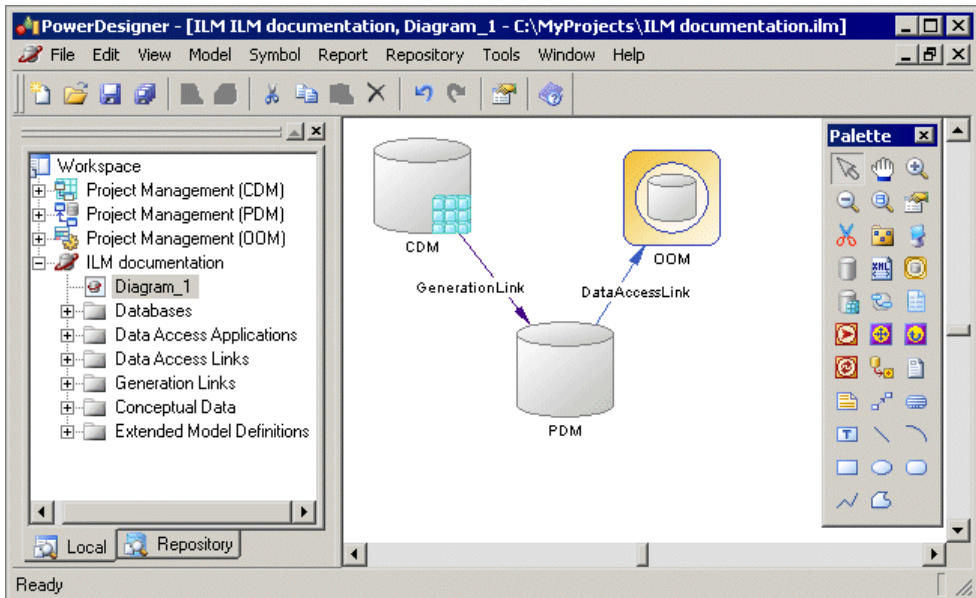 PowerDesigner - [ILM ILM documentation, Diagram_1 - C:\MyProjects\ILM documentation.ilm]
File Edit View Model Symbol Report Repository Tools Window Help
Workspace
Project Management (CDM)
Project Management (PDM)
Project Management (OOM)
ILM documentation
Diagram_1
Databases
Data Access Applications
Data Access Links
Generation Links
Conceptual Data
Extended Model Definitions
Local Repository
CDM
OOM
GenerationLink
DataAccessLink
PDM
Palette
XML
T
Ready